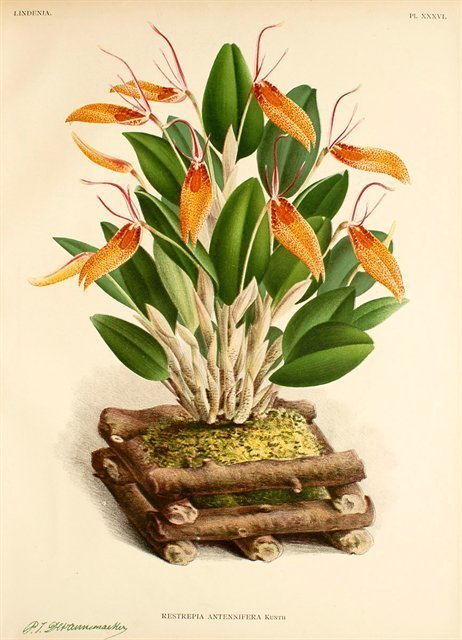 LINDENIA.
PL. XXXVI.
RESTREPIA ANTENNIFERA KUNTH